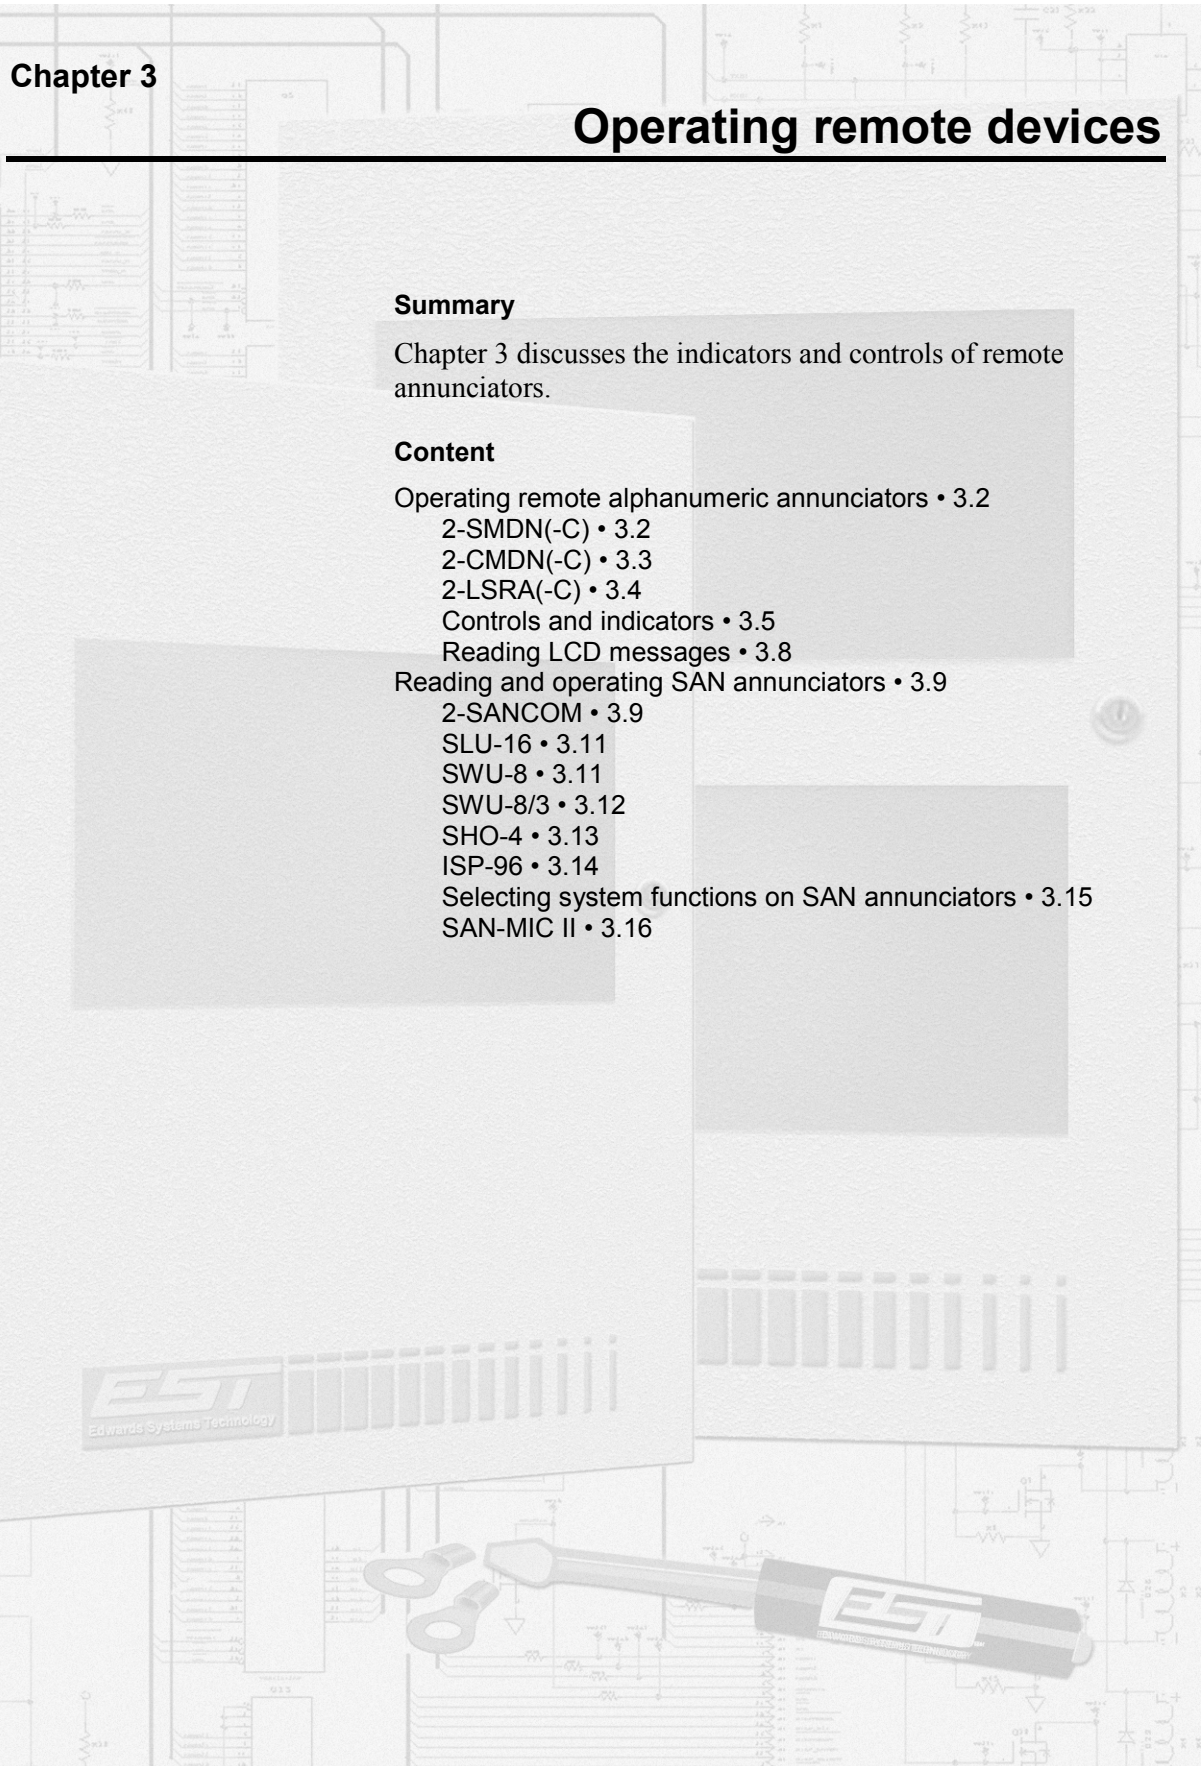 Chapter 3
Operating remote devices
Summary
Chapter 3 discusses the indicators and controls of remote
annunciators.
Content
Operating remote alphanumeric annunciators • 3.2
2-SMDN(-C) • 3.2
2-CMDN(-C) • 3.3
2-LSRA(-C) • 3.4
Controls and indicators • 3.5
Reading LCD messages • 3.8
Reading and operating SAN annunciators • 3.9
2-SANCOM • 3.9
SLU-16 • 3.11
SWU-8 • 3.11
SWU-8/3 • 3.12
SHO-4 • 3.13
ISP-96 • 3.14
Selecting system functions on SAN annunciators • 3.15
SAN-MIC II • 3.16
EST
Edwards Systems Technology
EST